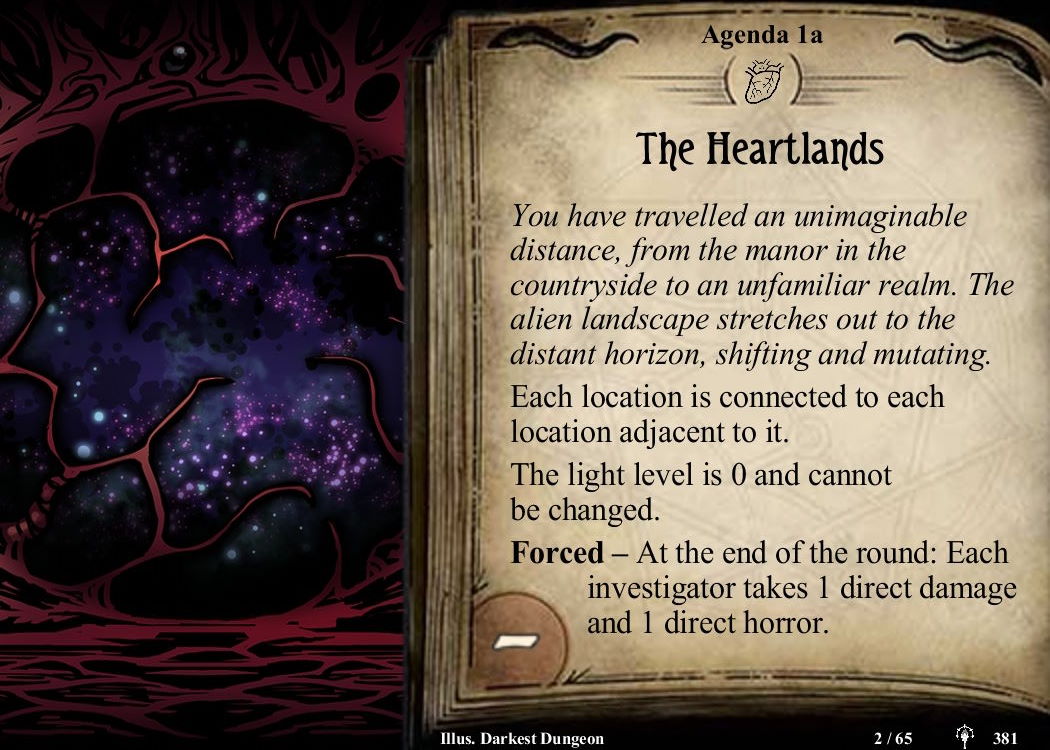 Agenda 1a
The Heartlands
You have travelled an unimaginable
distance, from the manor in the
countryside to an unfamiliar realm. The
alien landscape stretches out to the
distant horizon, shifting and mutating.
Each location is connected to each
location adjacent to it.
The light level is 0 and cannot
be changed.
Forced – At the end of the round: Each
investigator takes 1 direct damage
and 1 direct horror.
–
Illus. Darkest Dungeon 2 / 65 381